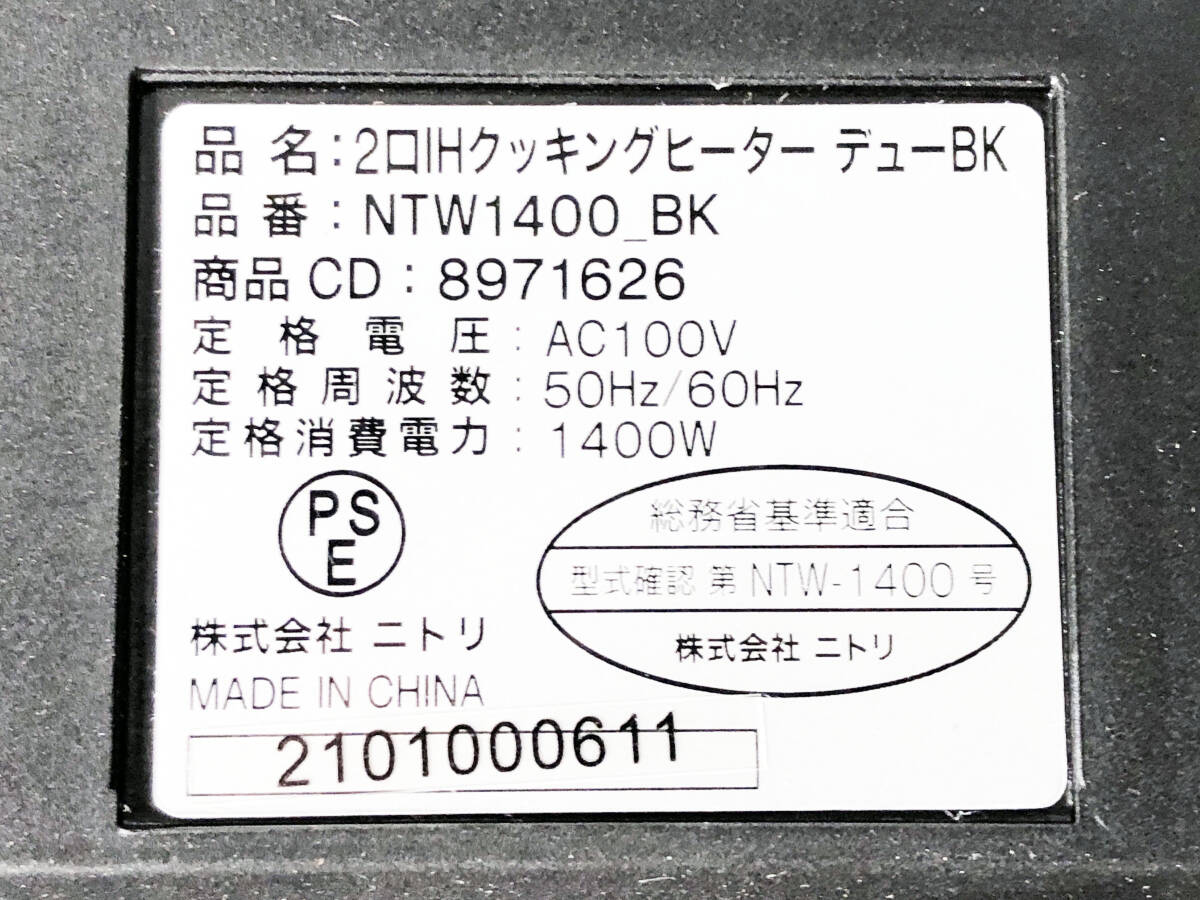 品名:2口IHクッキングヒーター デューBK
品番:NTW1400_BK
商品CD:8971626
定格電圧:AC100V
定格周波数:50Hz/60Hz
定格消費電力:1400W
PS
E
総務省基準適合
型式確認 第 NTW-1400 号
株式会社 ニトリ
株式会社 ニトリ
MADE IN CHINA
2101000611